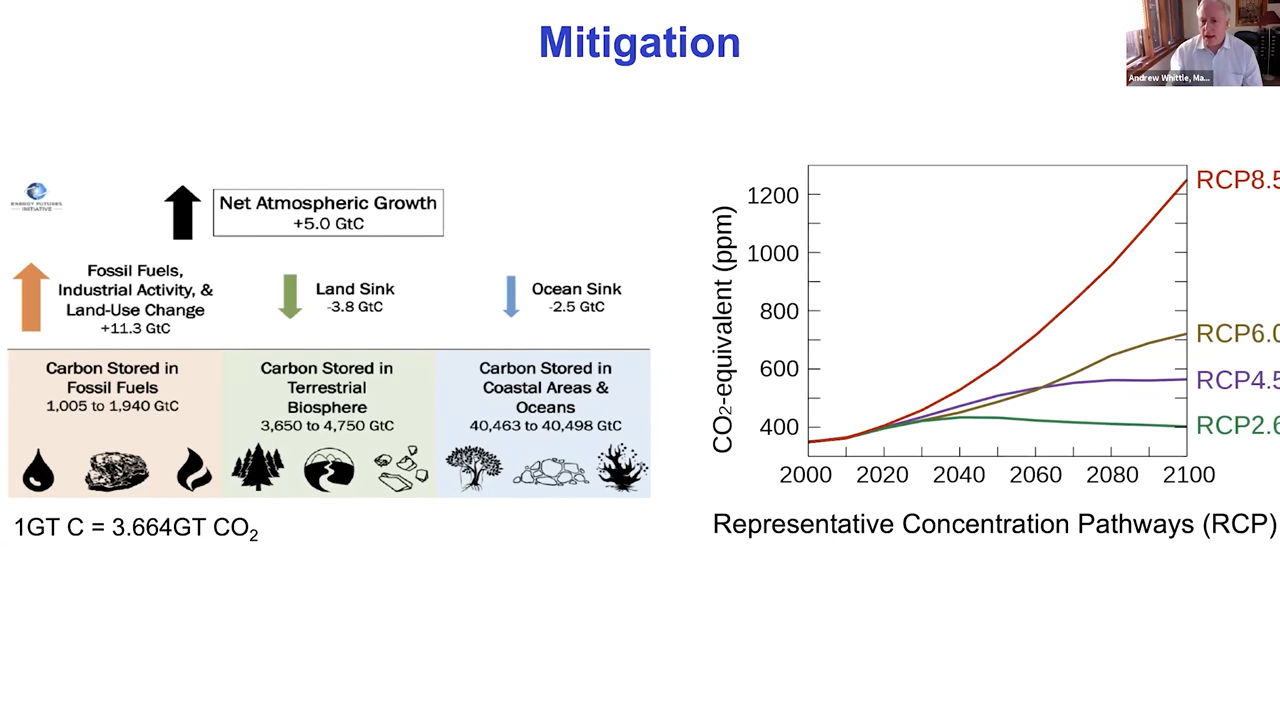 Mitigation
Andrew Whittle, Ma...
ENERGY FUTURES
INITIATIVE
Net Atmospheric Growth
+5.0 GtC
Fossil Fuels,
Industrial Activity, &
Land-Use Change
+11.3 GtC
Land Sink
-3.8 GtC
Ocean Sink
-2.5 GtC
Carbon Stored in
Fossil Fuels
1,005 to 1,940 GtC
Carbon Stored in
Terrestrial
Biosphere
3,650 to 4,750 GtC
Carbon Stored in
Coastal Areas &
Oceans
40,463 to 40,498 GtC
1GT C = 3.664GT CO₂
CO2-equivalent (ppm)
1200
1000
800
600
400
2000 2020 2040 2060 2080 2100
RCP8.5
RCP6.0
RCP4.5
RCP2.6
Representative Concentration Pathways (RCP)